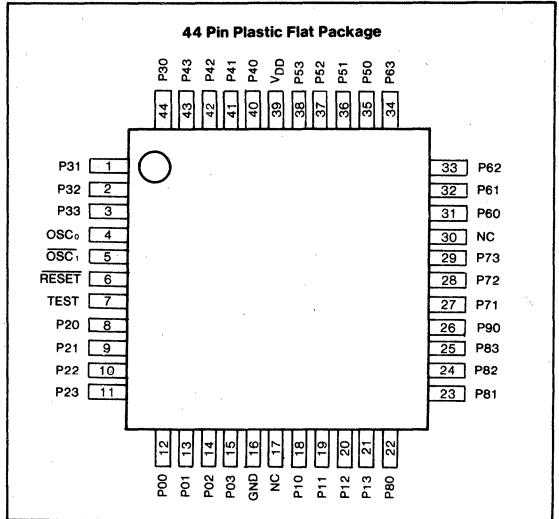 44 Pin Plastic Flat Package
P30 P43 P42 P41 P40 VDD P53 P52 P51 P50 P63
44 43 42 41 40 39 38 37 36 35 34
P31 1
P32 2
P33 3
OSC₀ 4
O̅S̅C̅₁ 5
R̅E̅S̅E̅T̅ 6
TEST 7
P20 8
P21 9
P22 10
P23 11
33 P62
32 P61
31 P60
30 NC
29 P73
28 P72
27 P71
26 P90
25 P83
24 P82
23 P81
12 13 14 15 16 17 18 19 20 21 22
P00 P01 P02 P03 GND NC P10 P11 P12 P13 P80